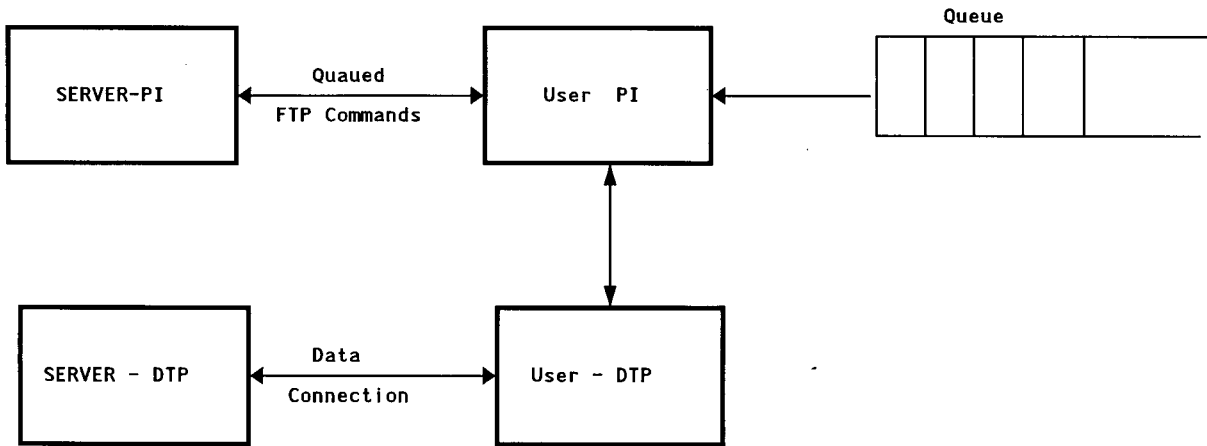 Queue
SERVER-PI
Quaued
FTP Commands
User PI
SERVER - DTP
Data
Connection
User - DTP